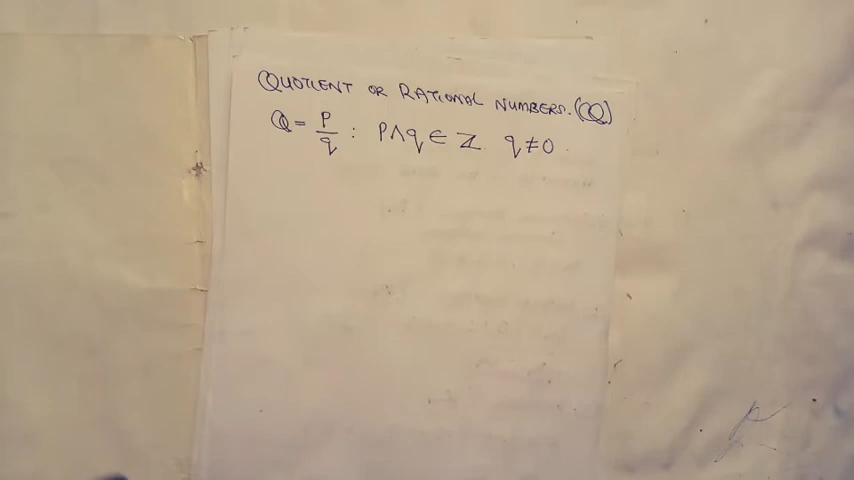 QUOTIENT OR RATIONAL NUMBERS. (ℚ)
ℚ = p/q : p∧q ∈ ℤ. q ≠ 0.